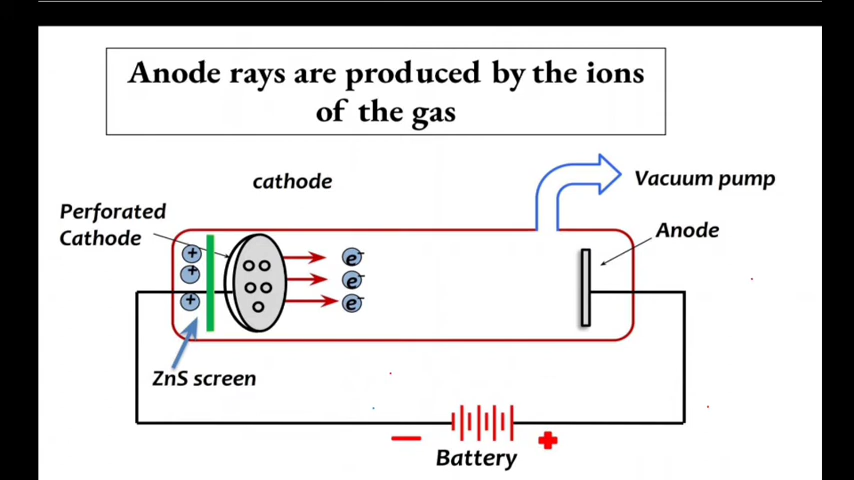 Anode rays are produced by the ions
of the gas
cathode
Vacuum pump
Perforated
Cathode
Anode
+
+
+
e⁻
e⁻
e⁻
ZnS screen
Battery